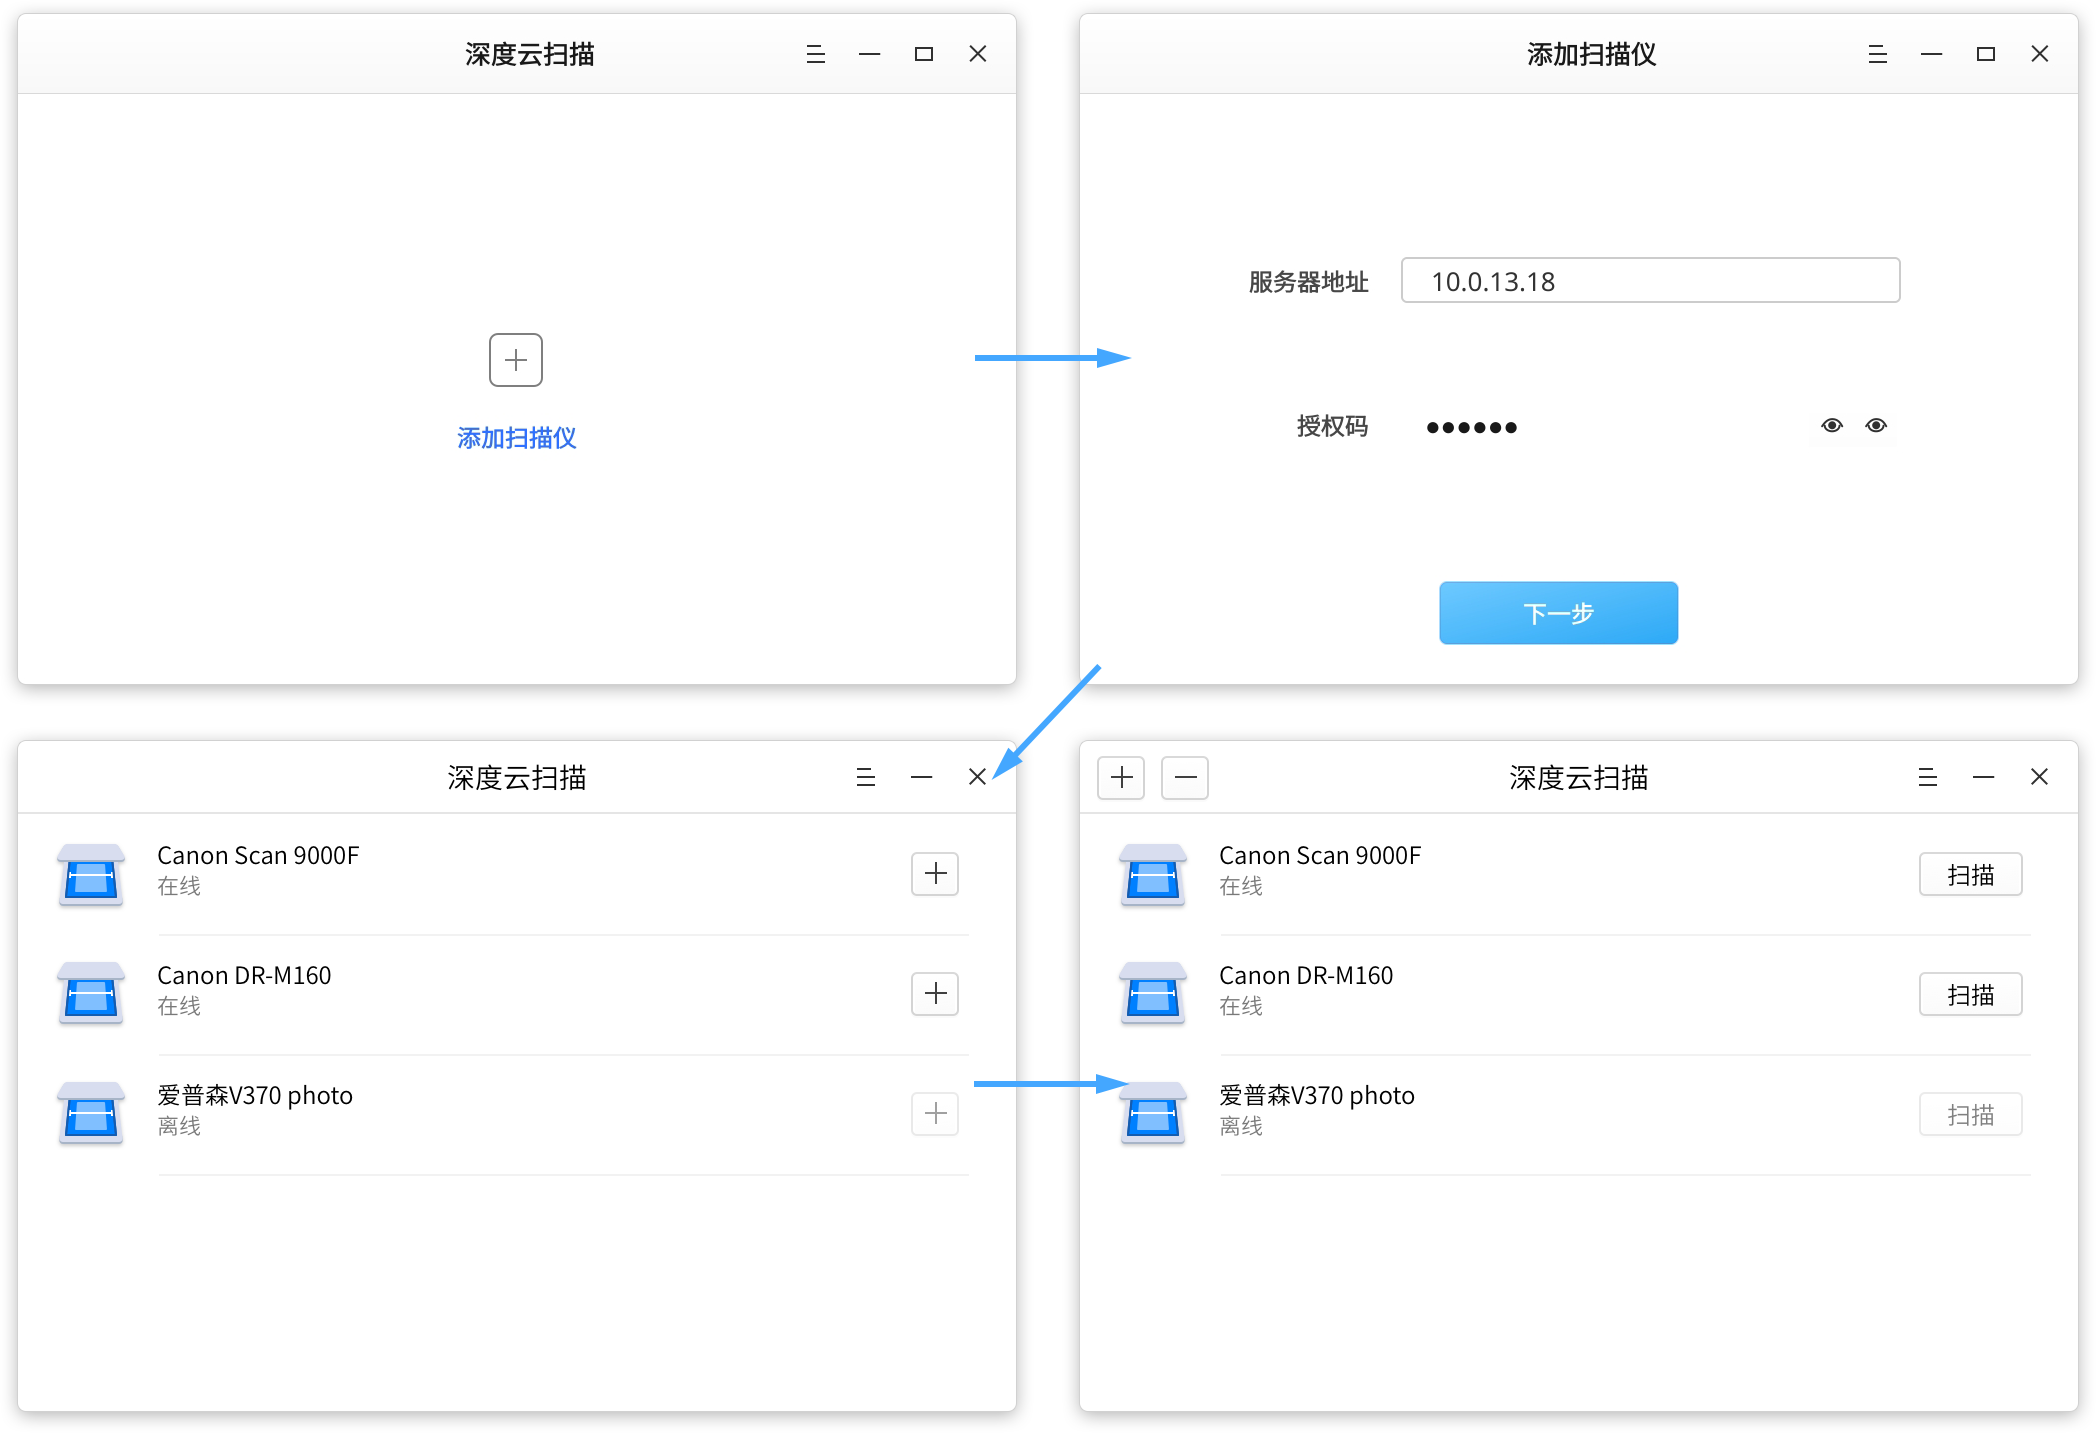 深度云扫描
添加扫描仪
添加扫描仪
服务器地址 10.0.13.18
授权码 ●●●●●●
下一步
深度云扫描
Canon Scan 9000F
在线
Canon DR-M160
在线
爱普森V370 photo
离线
深度云扫描
Canon Scan 9000F
在线
扫描
Canon DR-M160
在线
扫描
爱普森V370 photo
离线
扫描